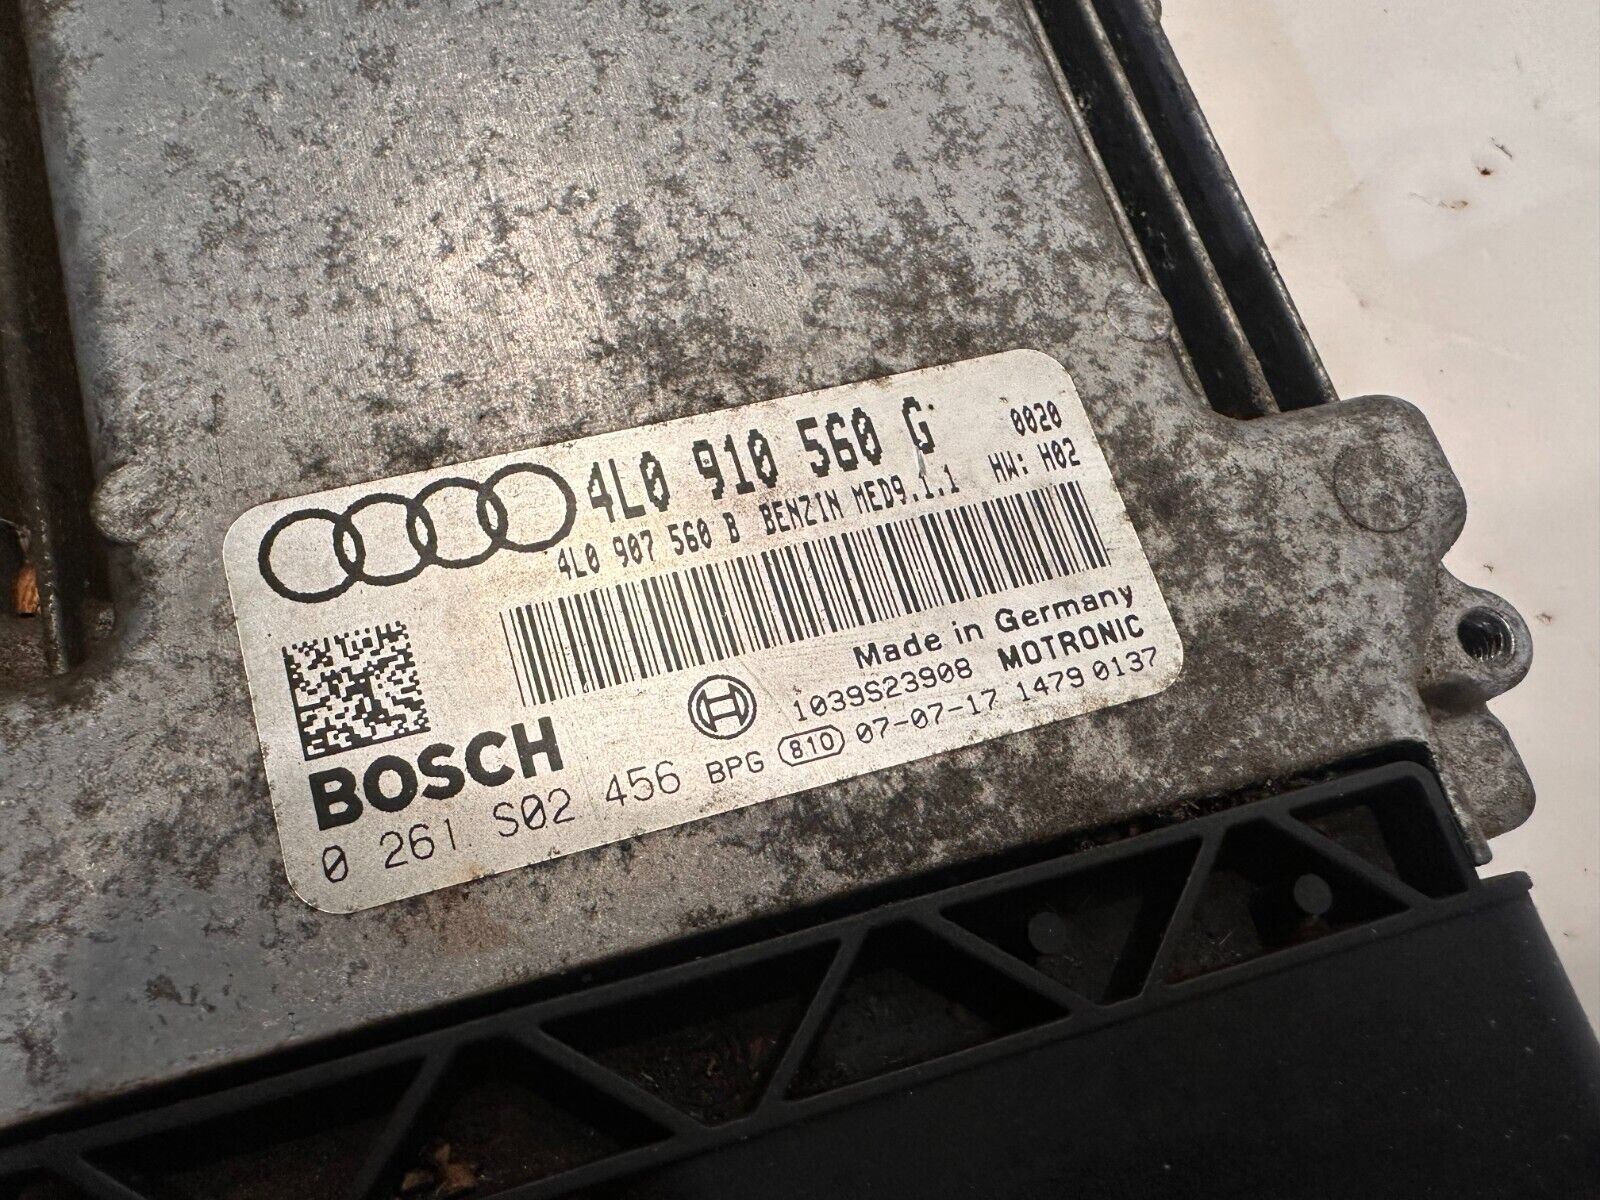 4L0 910 560 G 0020
4L0 907 560 B BENZIN MED9.1.1 HW: H02
Made in Germany
BOSCH 1039S23908 MOTRONIC
0 261 S02 456 BPG 810 07-07-17 1479 0137